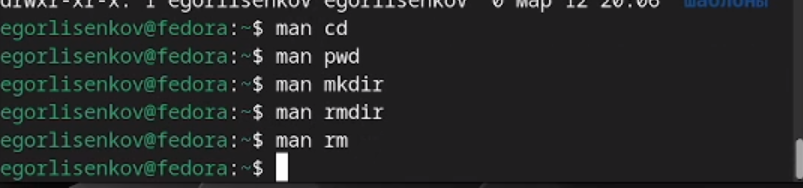 drwxr-xr-x. 1 egorlisenkov egorlisenkov 0 мар 12 20:06 Шаблоны
egorlisenkov@fedora:~$ man cd
egorlisenkov@fedora:~$ man pwd
egorlisenkov@fedora:~$ man mkdir
egorlisenkov@fedora:~$ man rmdir
egorlisenkov@fedora:~$ man rm
egorlisenkov@fedora:~$